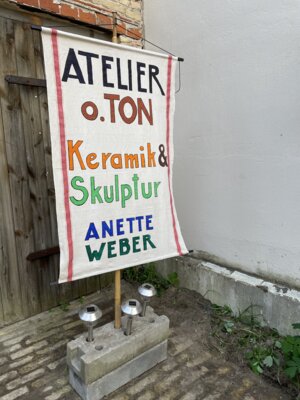 ATELIER
o.TON
Keramik &
Skulptur
ANETTE
WEBER